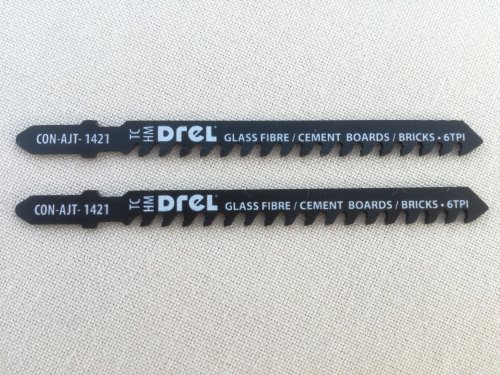 CON-AJT- 1421 TC HM DREL® GLASS FIBRE / CEMENT BOARDS / BRICKS • 6TPI
CON-AJT- 1421 TC HM DREL® GLASS FIBRE / CEMENT BOARDS / BRICKS • 6TPI